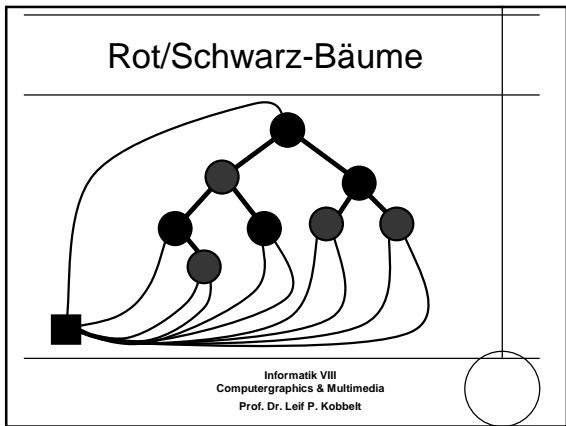 Rot/Schwarz-Bäume
Informatik VIII
Computergraphics & Multimedia
Prof. Dr. Leif P. Kobbelt